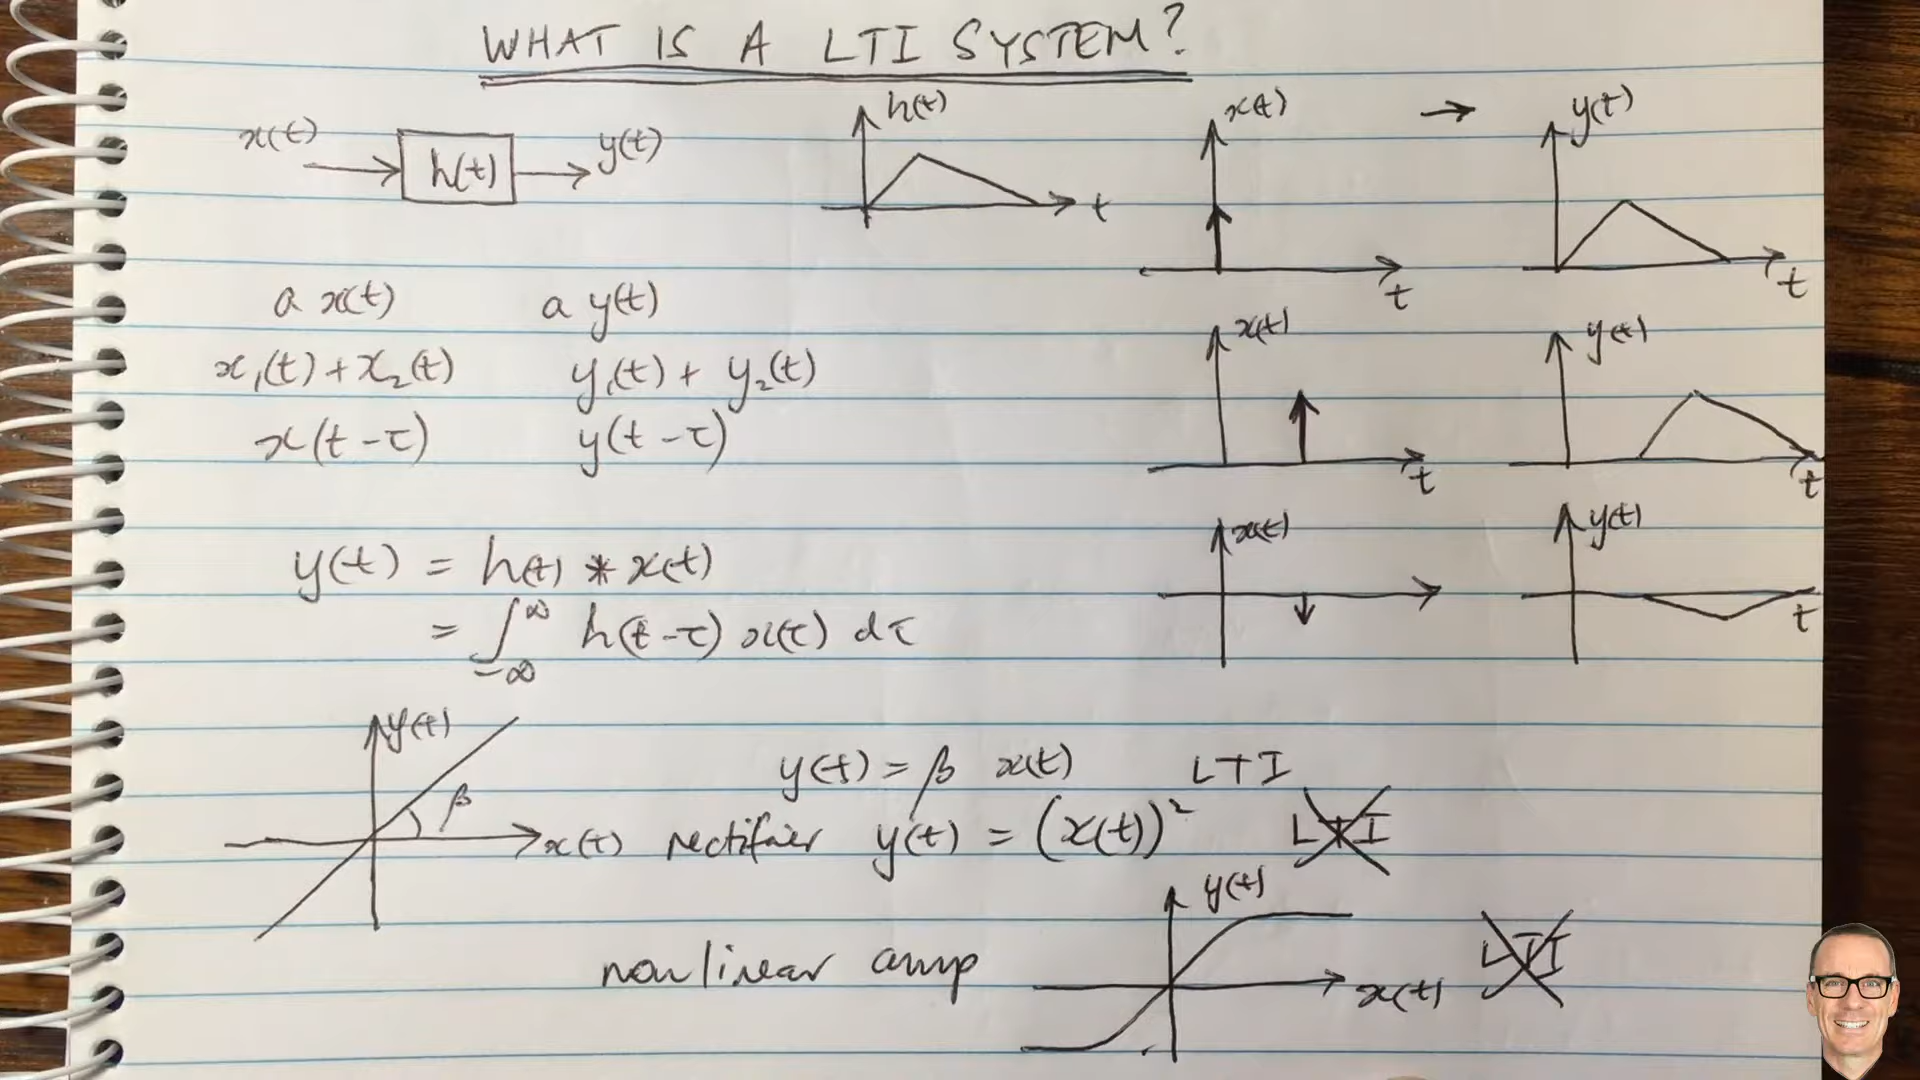 WHAT IS A LTI SYSTEM?
x(t) h(t) y(t)
h(t)
t
x(t) → y(t)
t t
a x(t) a y(t)
x₁(t)+x₂(t) y₁(t) + y₂(t)
x(t-τ) y(t-τ)
x(t) y(t)
t t
x(t) y(t)
t
y(t) = h(t) * x(t)
= ∫_{-∞}^{∞} h(t-τ) x(τ) dτ
y(t)
β
x(t)
y(t) = β x(t) LTI
rectifier y(t) = (x(t))² LTI
nonlinear amp
y(t)
x(t)
LTI